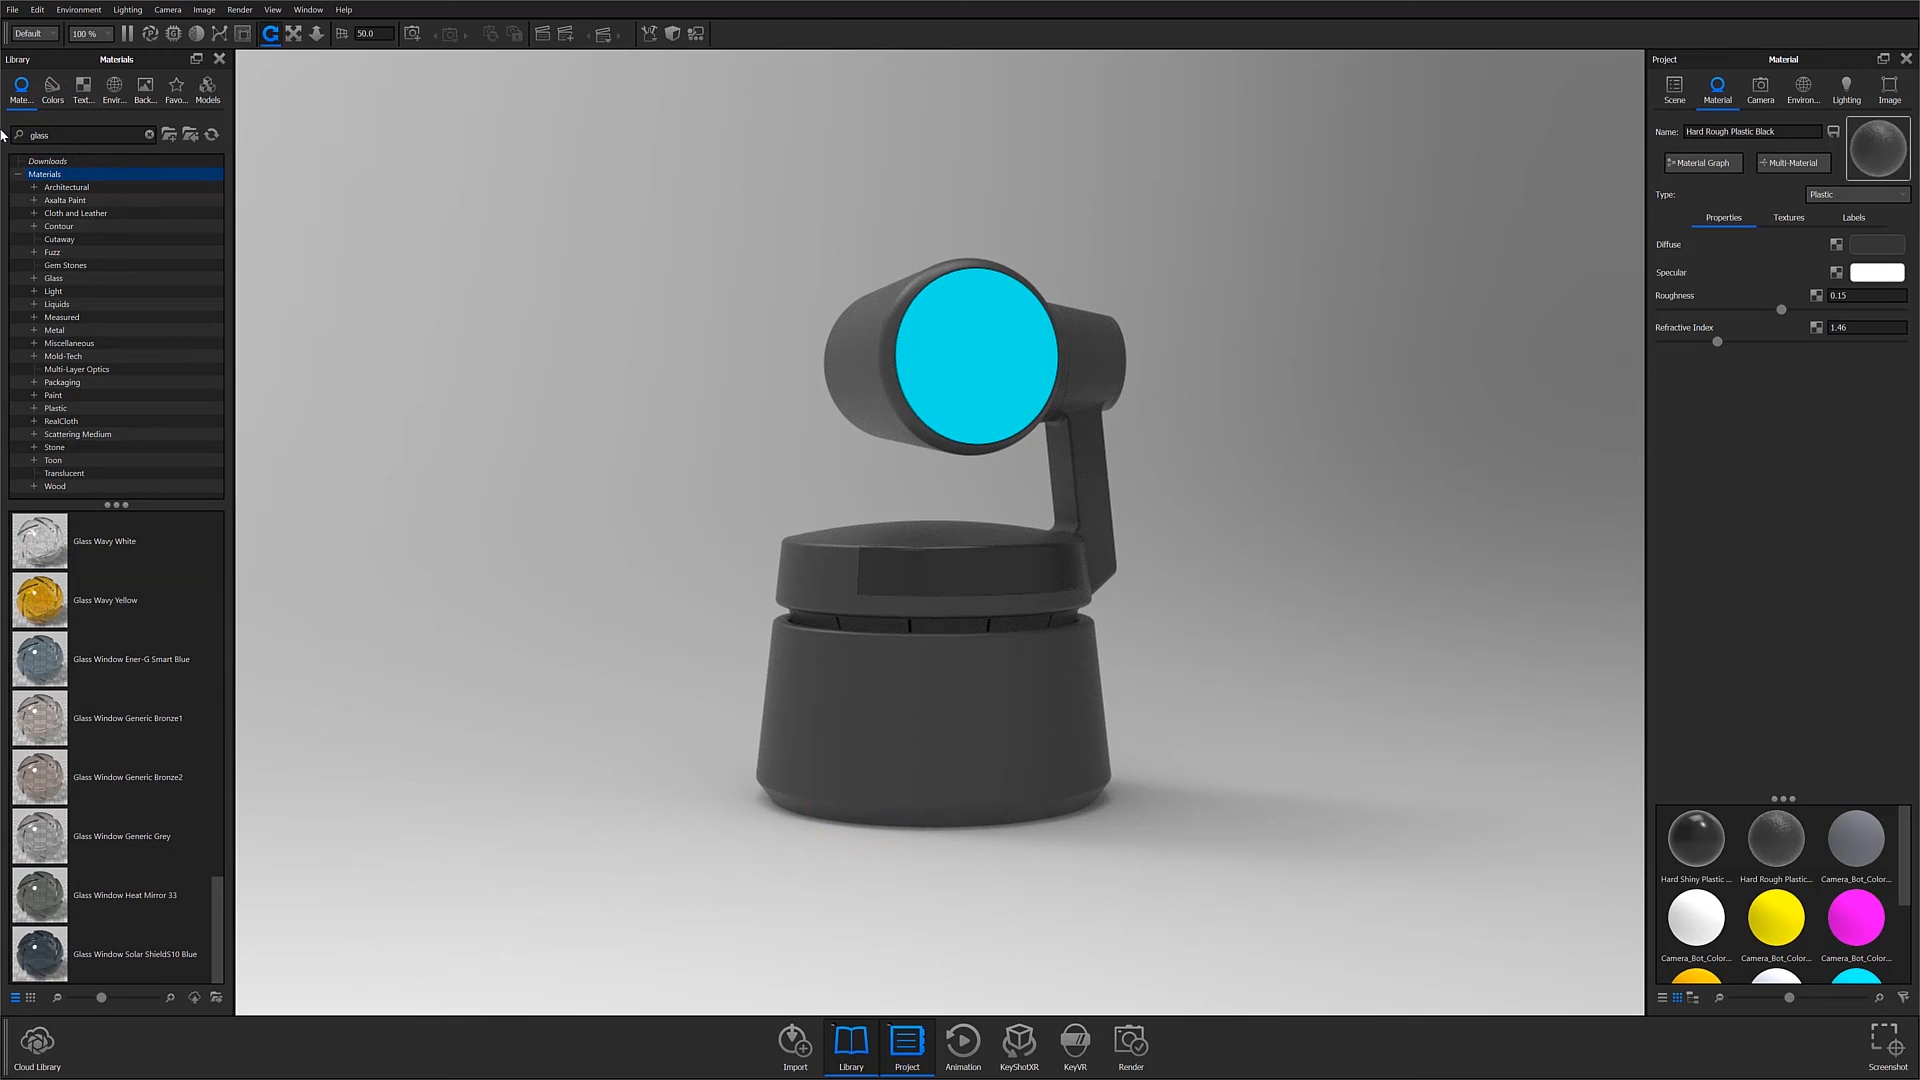 File Edit Environment Lighting Camera Image Render View Window Help
Default 100 % 50.0
Library Materials
Mate... Colors Text... Envir... Back... Favo... Models
glass
Downloads
Materials
Architectural
Axalta Paint
Cloth and Leather
Contour
Cutaway
Fuzz
Gem Stones
Glass
Light
Liquids
Measured
Metal
Miscellaneous
Mold-Tech
Multi-Layer Optics
Packaging
Paint
Plastic
RealCloth
Scattering Medium
Stone
Toon
Translucent
Wood
Glass Wavy White
Glass Wavy Yellow
Glass Window Ener-G Smart Blue
Glass Window Generic Bronze1
Glass Window Generic Bronze2
Glass Window Generic Grey
Glass Window Heat Mirror 33
Glass Window Solar ShieldS10 Blue
Project Material
Scene Material Camera Environ... Lighting Image
Name: Hard Rough Plastic Black
Material Graph Multi-Material
Type: Plastic
Properties Textures Labels
Diffuse
Specular
Roughness 0.15
Refractive Index 1.46
Hard Shiny Plastic ... Hard Rough Plastic... Camera_Bot_Color...
Camera_Bot_Color... Camera_Bot_Color... Camera_Bot_Color...
Cloud Library Import Library Project Animation KeyShotXR KeyVR Render Screenshot